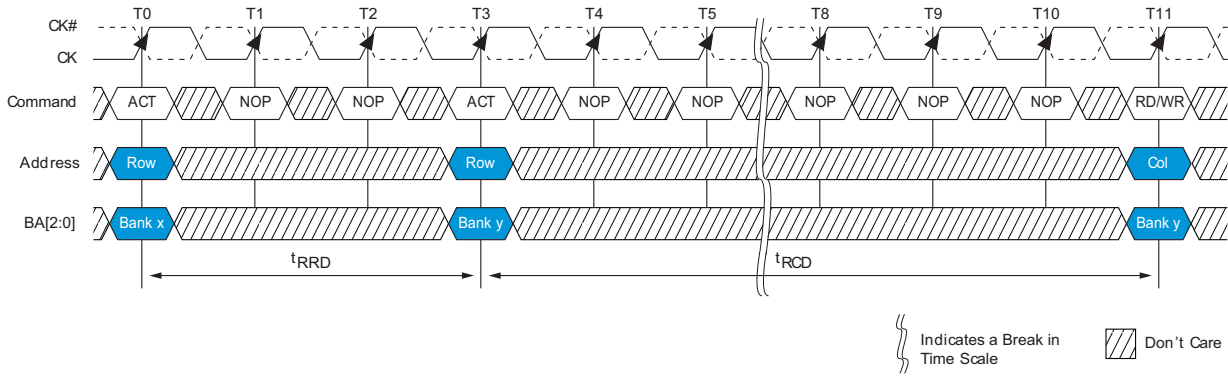 CK#
CK
T0 T1 T2 T3 T4 T5 T8 T9 T10 T11
Command ACT NOP NOP ACT NOP NOP NOP NOP NOP RD/WR
Address Row Row Col
BA[2:0] Bank x Bank y Bank y
tRRD tRCD
Indicates a Break in
Time Scale
Don't Care